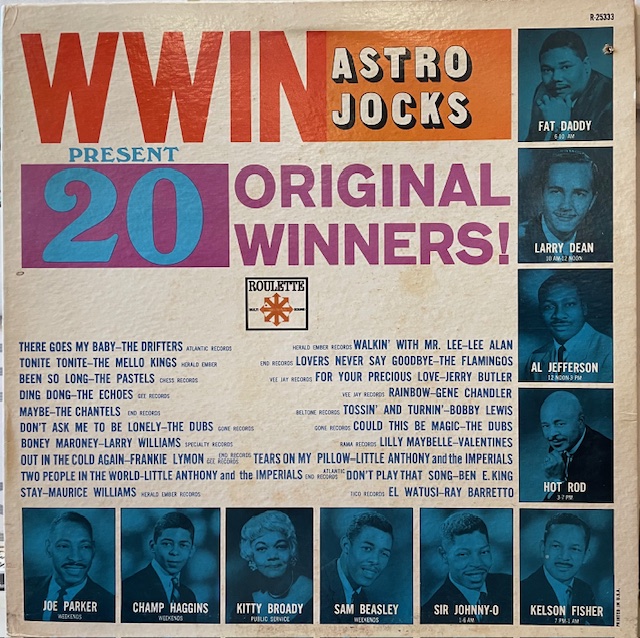 R-25333
WWIN
ASTRO
JOCKS
PRESENT
20
ORIGINAL
WINNERS!
ROULETTE
THERE GOES MY BABY–THE DRIFTERS ATLANTIC RECORDS
TONITE TONITE–THE MELLO KINGS HERALD EMBER
BEEN SO LONG–THE PASTELS CHESS RECORDS
DING DONG–THE ECHOES GEE RECORDS
MAYBE–THE CHANTELS END RECORDS
DON'T ASK ME TO BE LONELY–THE DUBS GONE RECORDS
BONEY MARONEY–LARRY WILLIAMS SPECIALTY RECORDS
OUT IN THE COLD AGAIN–FRANKIE LYMON END RECORDS GEE RECORDS
TWO PEOPLE IN THE WORLD–LITTLE ANTHONY and the IMPERIALS END RECORDS
STAY–MAURICE WILLIAMS HERALD EMBER RECORDS
HERALD EMBER RECORDS WALKIN' WITH MR. LEE–LEE ALAN
END RECORDS LOVERS NEVER SAY GOODBYE–THE FLAMINGOS
VEE JAY RECORDS FOR YOUR PRECIOUS LOVE–JERRY BUTLER
VEE JAY RECORDS RAINBOW–GENE CHANDLER
BELTONE RECORDS TOSSIN' AND TURNIN'–BOBBY LEWIS
GONE RECORDS COULD THIS BE MAGIC–THE DUBS
RAMA RECORDS LILLY MAYBELLE–VALENTINES
TEARS ON MY PILLOW–LITTLE ANTHONY and the IMPERIALS
ATLANTIC DON'T PLAY THAT SONG–BEN E. KING
TICO RECORDS EL WATUSI–RAY BARRETTO
FAT DADDY
6-10 AM
LARRY DEAN
10 AM-12 NOON
AL JEFFERSON
12 NOON-3 PM
HOT ROD
3-7 PM
JOE PARKER
WEEKENDS
CHAMP HAGGINS
WEEKENDS
KITTY BROADY
PUBLIC SERVICE
SAM BEASLEY
WEEKENDS
SIR JOHNNY-O
1-6 AM
KELSON FISHER
7 PM-1 AM
PRINTED IN U.S.A.